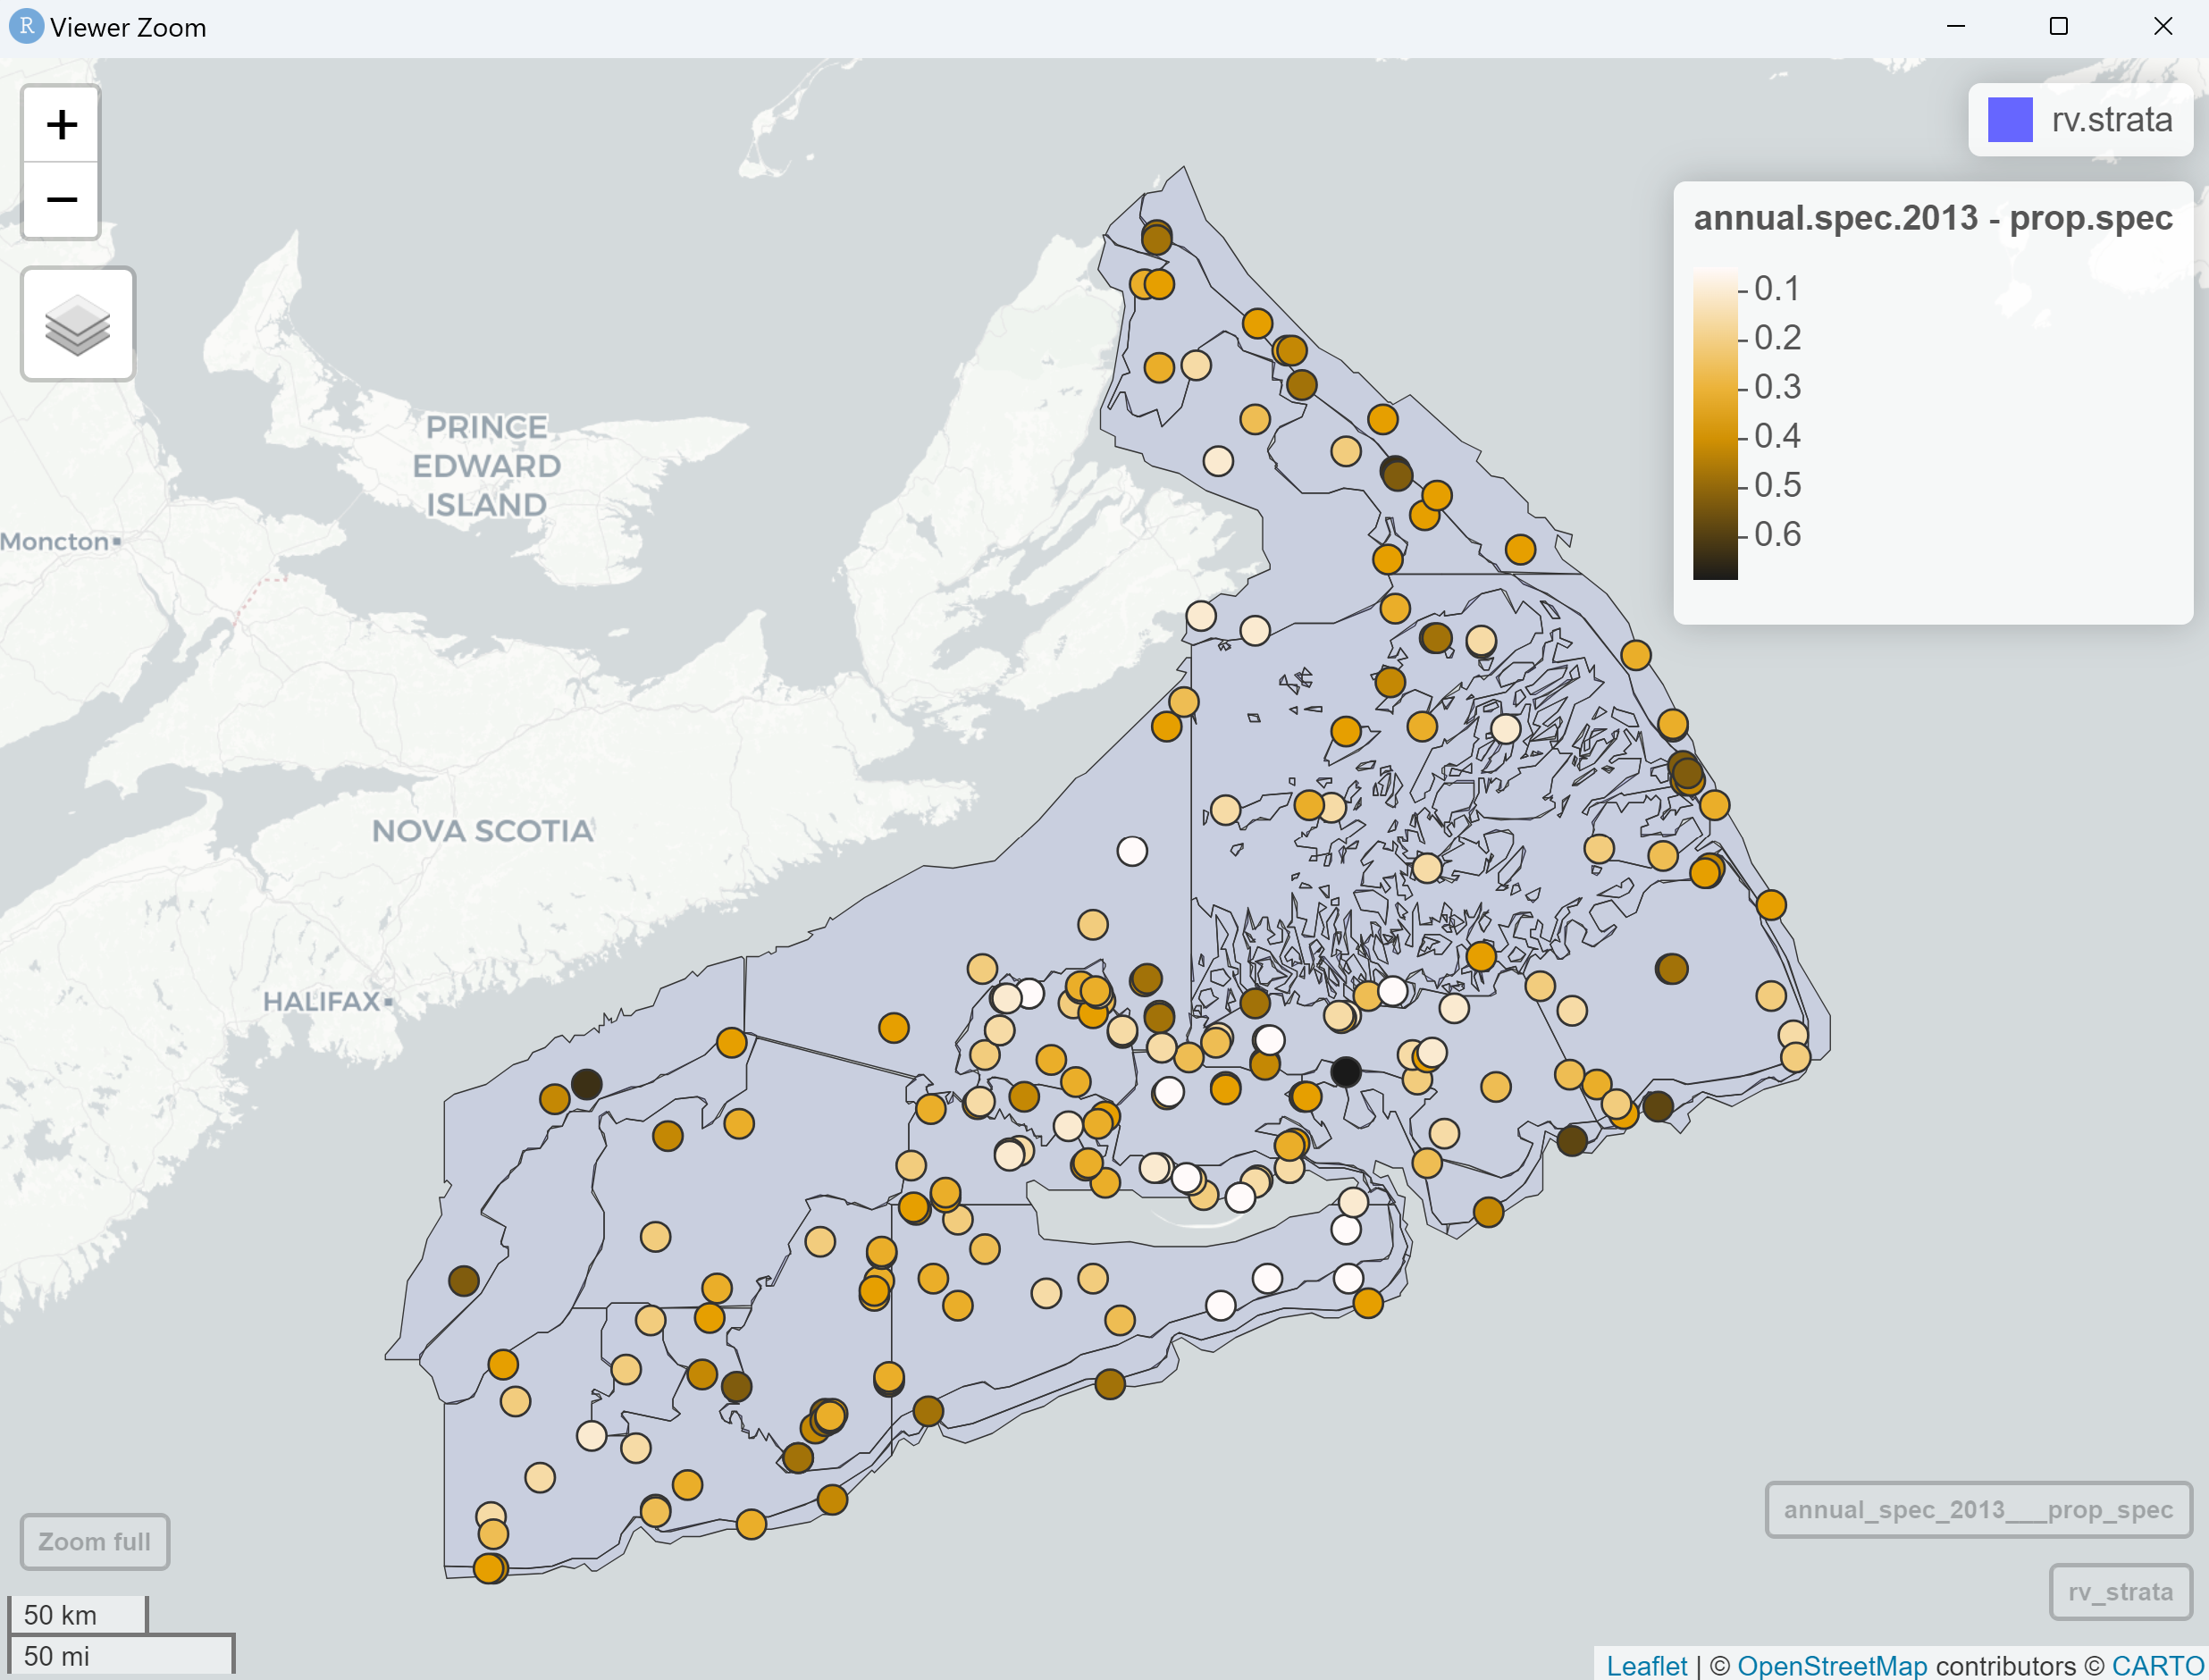 R Viewer Zoom
+
−
rv.strata
annual.spec.2013 - prop.spec
0.1
0.2
0.3
0.4
0.5
0.6
PRINCE
EDWARD
ISLAND
Moncton
NOVA SCOTIA
HALIFAX
Zoom full
annual_spec_2013___prop_spec
rv_strata
50 km
50 mi
Leaflet | © OpenStreetMap contributors © CARTO